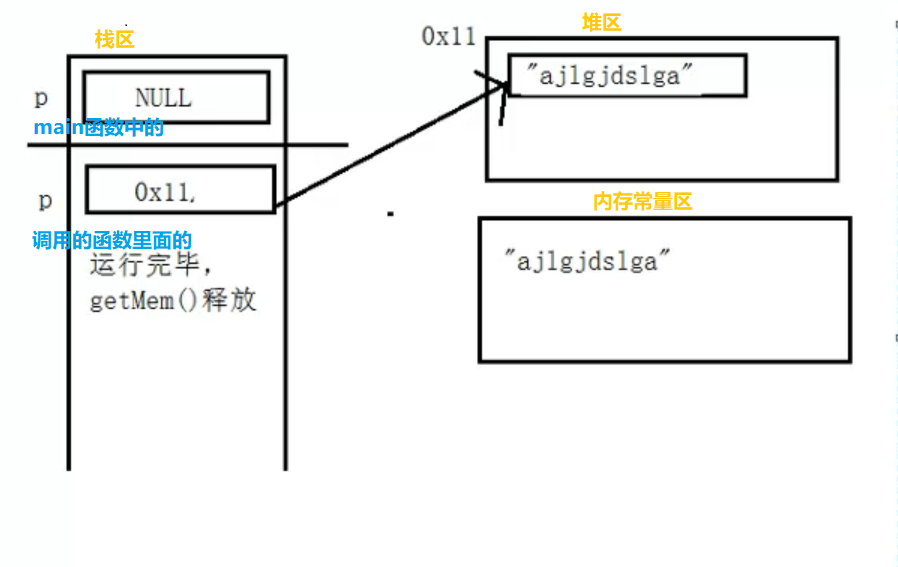 栈区
堆区
0x11
"ajlgjdslga"
p
NULL
main函数中的
p
0x11
调用的函数里面的
运行完毕，
getMem()释放
内存常量区
"ajlgjdslga"